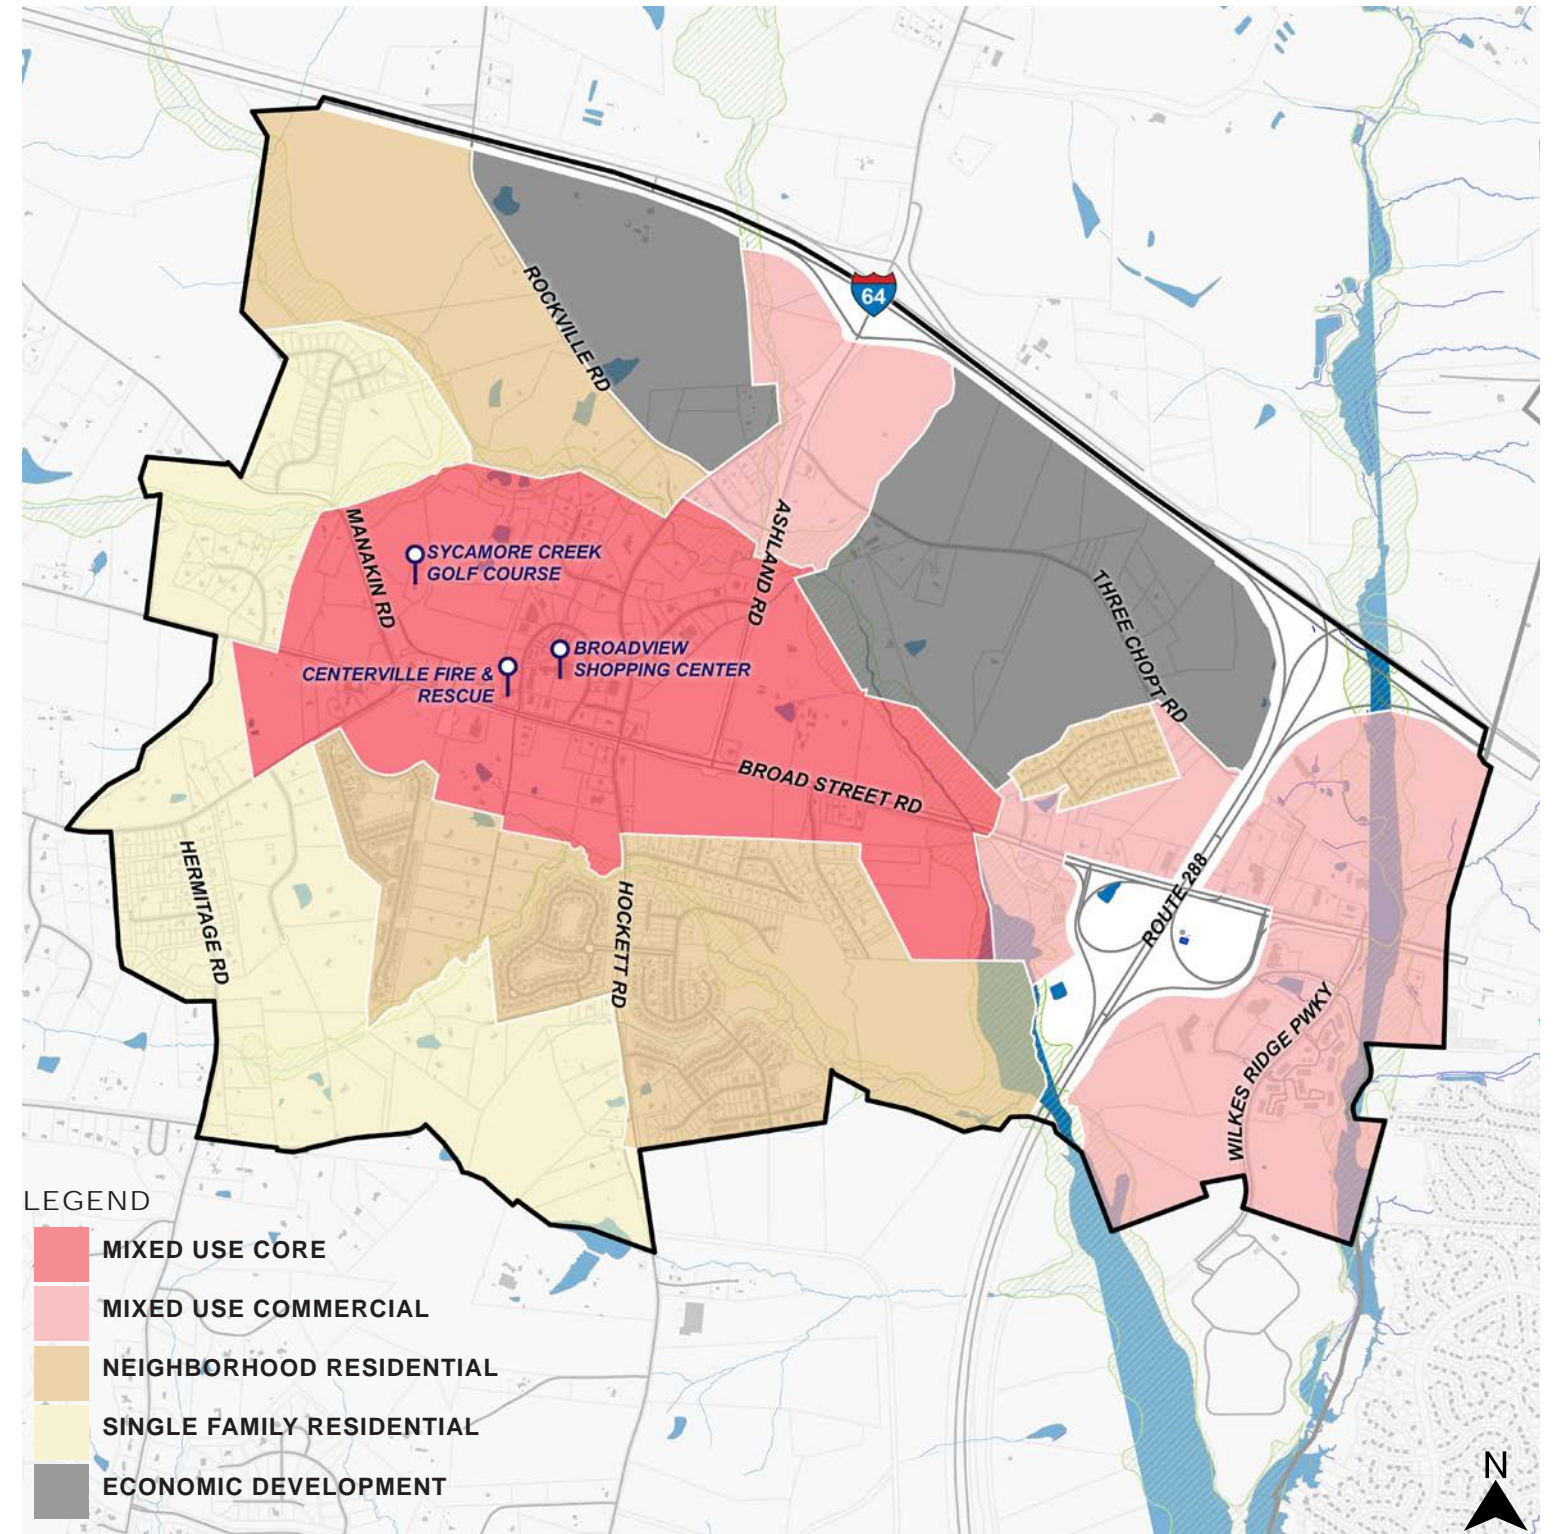 64
ROCKVILLE RD
ASHLAND RD
MANAKIN RD
SYCAMORE CREEK
GOLF COURSE
THREE CHOPT RD
BROADVIEW
SHOPPING CENTER
CENTERVILLE FIRE &
RESCUE
BROAD STREET RD
HERMITAGE RD
HOCKETT RD
ROUTE 288
WILKES RIDGE PWKY
LEGEND
MIXED USE CORE
MIXED USE COMMERCIAL
NEIGHBORHOOD RESIDENTIAL
SINGLE FAMILY RESIDENTIAL
ECONOMIC DEVELOPMENT
N